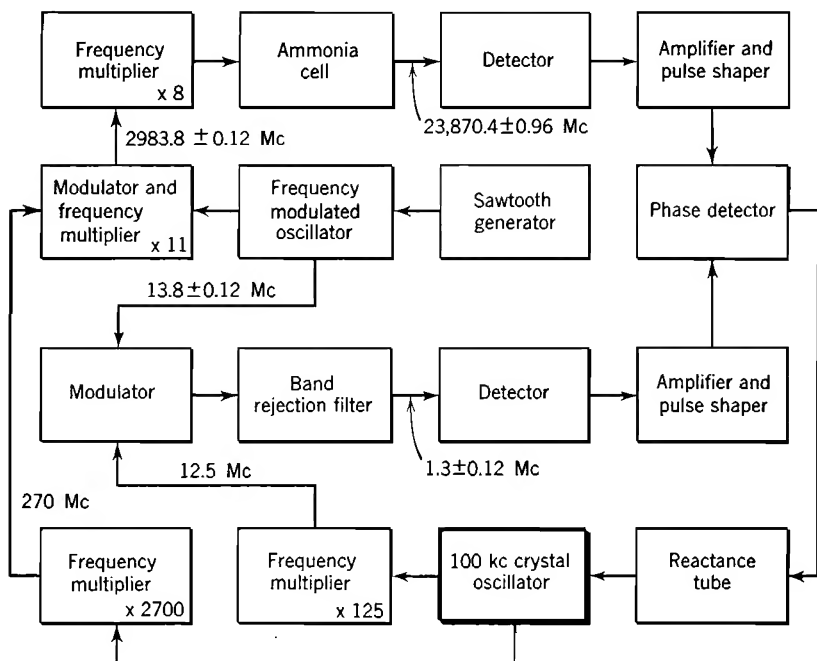 Frequency
multiplier
x 8
Ammonia
cell
Detector
Amplifier and
pulse shaper
2983.8 ±0.12 Mc
23,870.4±0.96 Mc
Modulator and
frequency
multiplier
x 11
Frequency
modulated
oscillator
Sawtooth
generator
Phase detector
13.8±0.12 Mc
Modulator
Band
rejection filter
Detector
Amplifier and
pulse shaper
12.5 Mc
1.3±0.12 Mc
270 Mc
Frequency
multiplier
x 2700
Frequency
multiplier
x 125
100 kc crystal
oscillator
Reactance
tube